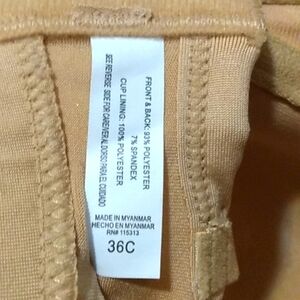 FRONT & BACK: 93% POLYESTER
7% SPANDEX
CUP LINING: 100% POLYESTER
SEE REVERSE SIDE FOR CARE/VER AL DORSO PARA EL CUIDADO
MADE IN MYANMAR
HECHO EN MYANMAR
RN# 115313
36C